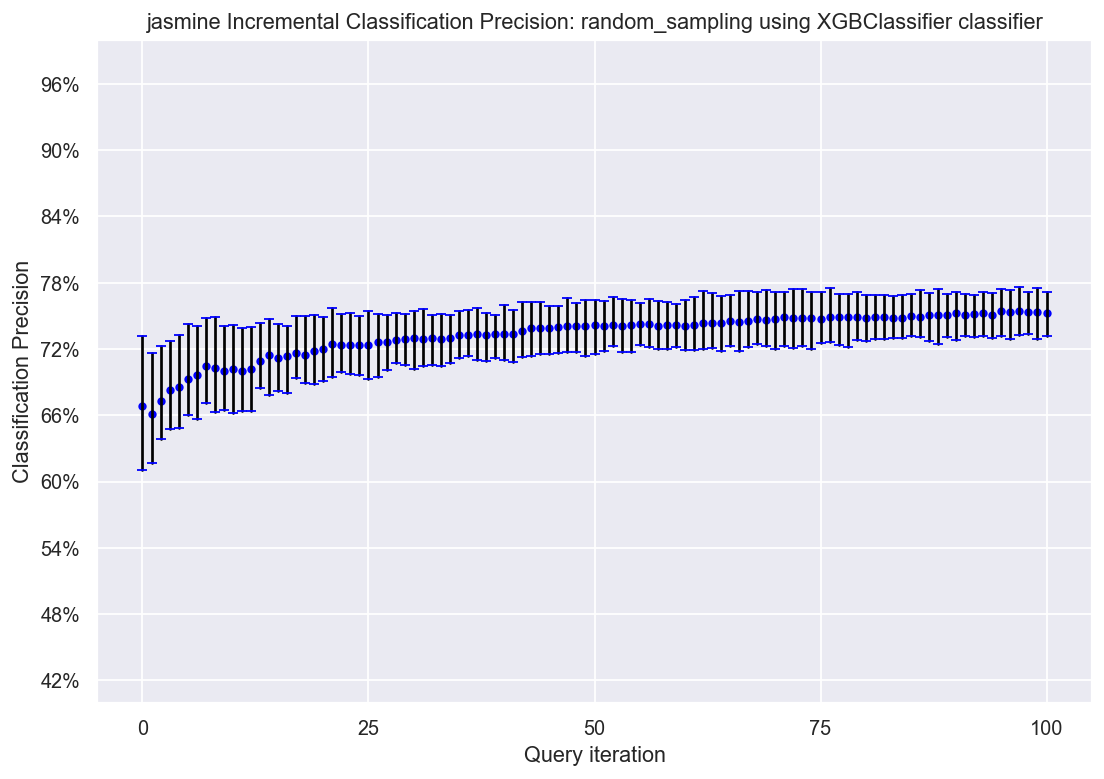 jasmine Incremental Classification Precision: random_sampling using XGBClassifier classifier
96%
90%
84%
78%
72%
66%
60%
54%
48%
42%
Classification Precision
0 25 50 75 100
Query iteration